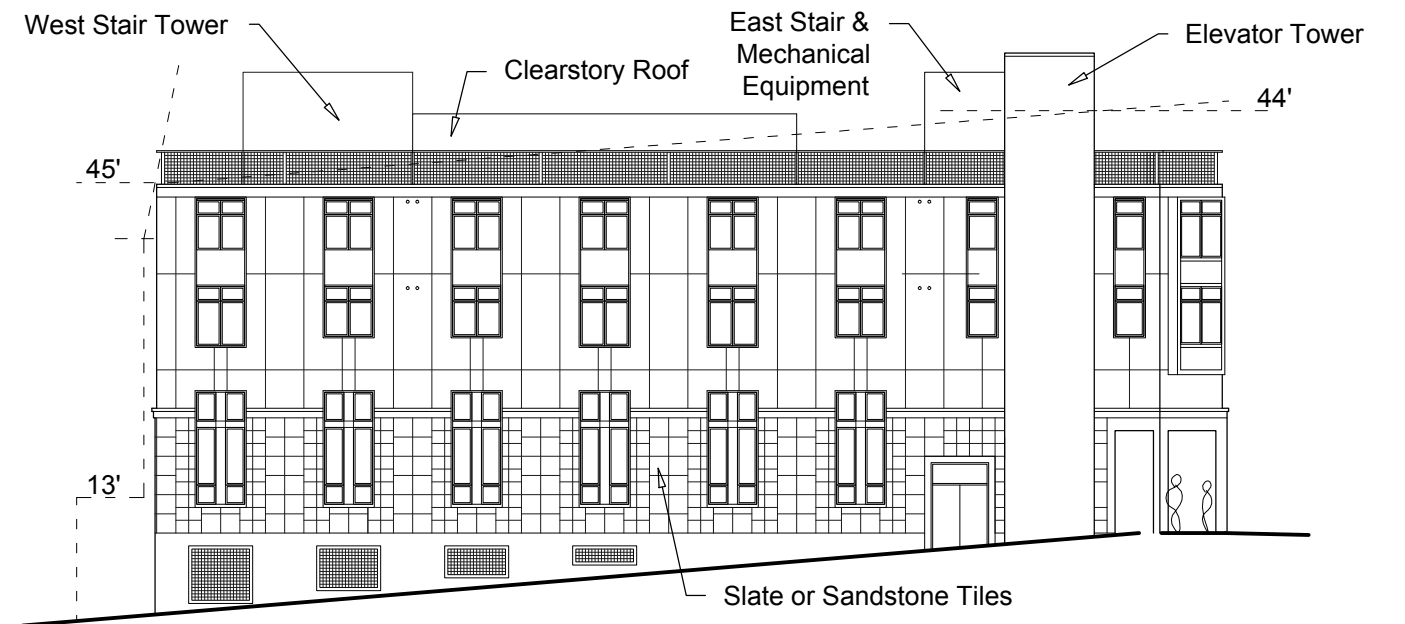 West Stair Tower
East Stair &
Mechanical
Equipment
Elevator Tower
Clearstory Roof
44'
45'
13'
Slate or Sandstone Tiles